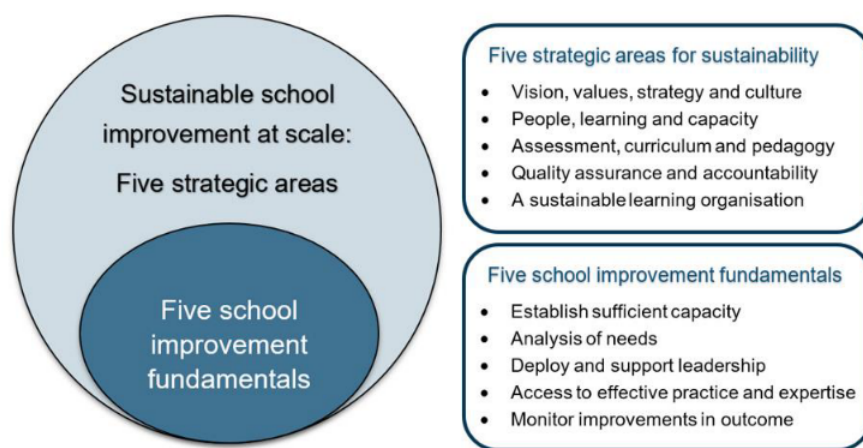 Sustainable school
improvement at scale:
Five strategic areas
Five school
improvement
fundamentals
Five strategic areas for sustainability
• Vision, values, strategy and culture
• People, learning and capacity
• Assessment, curriculum and pedagogy
• Quality assurance and accountability
• A sustainable learning organisation
Five school improvement fundamentals
• Establish sufficient capacity
• Analysis of needs
• Deploy and support leadership
• Access to effective practice and expertise
• Monitor improvements in outcome